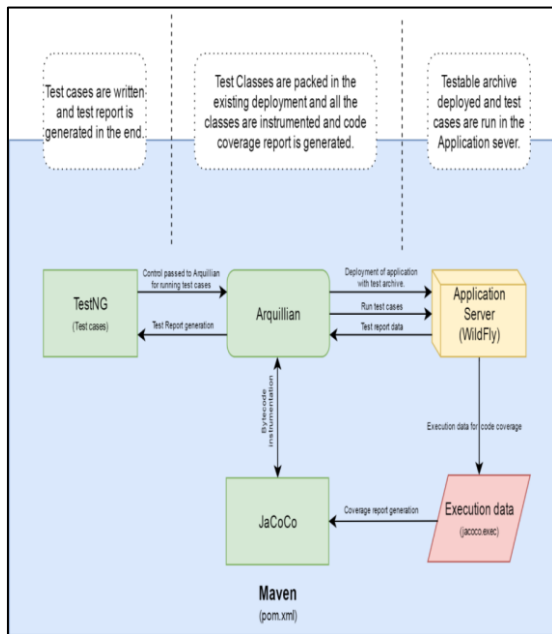 Test cases are written
and test report is
generated in the end.
Test Classes are packed in the
existing deployment and all the
classes are instrumented and code
coverage report is generated.
Testable archive
deployed and test
cases are run in the
Application sever.
TestNG
(Test cases)
Control passed to Arquillian
for running test cases
Test Report generation
Arquillian
Deployment of application
with test archive.
Run test cases
Test report data
Application
Server
(WildFly)
Bytecode
instrumentation
Execution data for code coverage
JaCoCo
Coverage report generation
Execution data
(jacoco.exec)
Maven
(pom.xml)